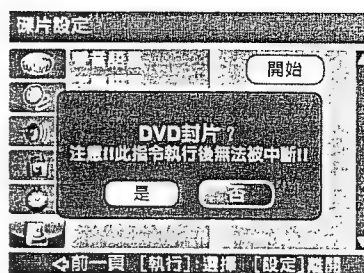 碟片設定
開始
DVD封片？
注意!!此指令執行後無法被中斷!!
是
否
前一頁 [執行] 選擇 [設定] 離開